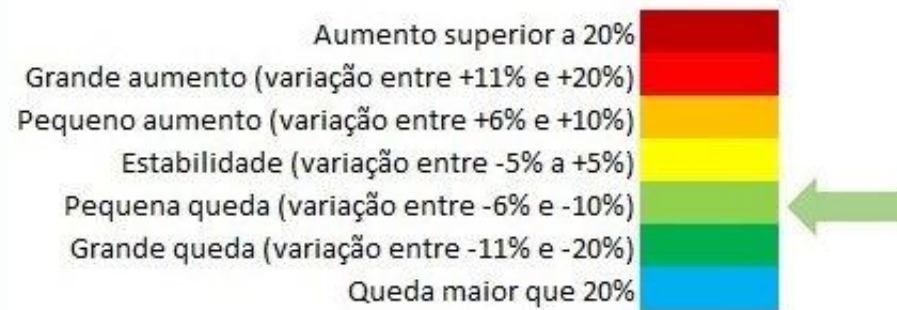 Aumento superior a 20%
Grande aumento (variação entre +11% e +20%)
Pequeno aumento (variação entre +6% e +10%)
Estabilidade (variação entre -5% a +5%)
Pequena queda (variação entre -6% e -10%)
Grande queda (variação entre -11% e -20%)
Queda maior que 20%